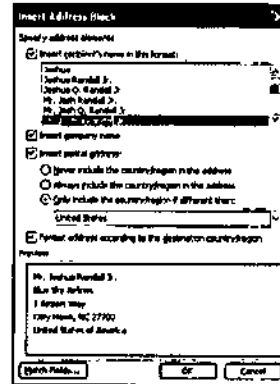 Insert Address Block
Specify address elements
Insert recipient's name in this format:
Joshua
Joshua Randall Jr.
Joshua Q. Randall Jr.
Mr. Josh Randall Jr.
Mr. Josh Q. Randall Jr.
Insert company name
Insert postal address:
Never include the country/region in the address
Always include the country/region in the address
Only include the country/region if different than:
United States
Format address according to the destination country/region
Preview
Mr. Joshua Randall Jr.
Blue Sky Airlines
1 Airport Way
Kitty Hawk, NC 27700
United States of America
Match Fields...
OK
Cancel